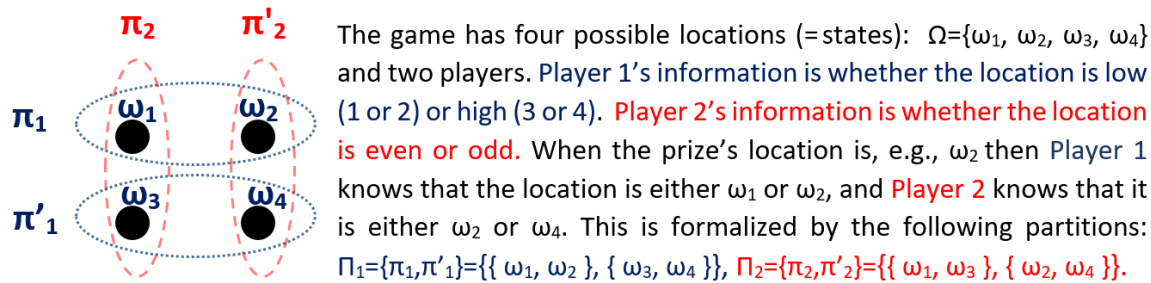 π₂ π'₂
π₁
ω₁ ω₂
π'₁
ω₃ ω₄
The game has four possible locations (=states): Ω={ω₁, ω₂, ω₃, ω₄}
and two players. Player 1’s information is whether the location is low
(1 or 2) or high (3 or 4). Player 2’s information is whether the location
is even or odd. When the prize’s location is, e.g., ω₂ then Player 1
knows that the location is either ω₁ or ω₂, and Player 2 knows that it
is either ω₂ or ω₄. This is formalized by the following partitions:
Π₁={π₁,π’₁}={{ ω₁, ω₂ }, { ω₃, ω₄ }}, Π₂={π₂,π’₂}={{ ω₁, ω₃ }, { ω₂, ω₄ }}.